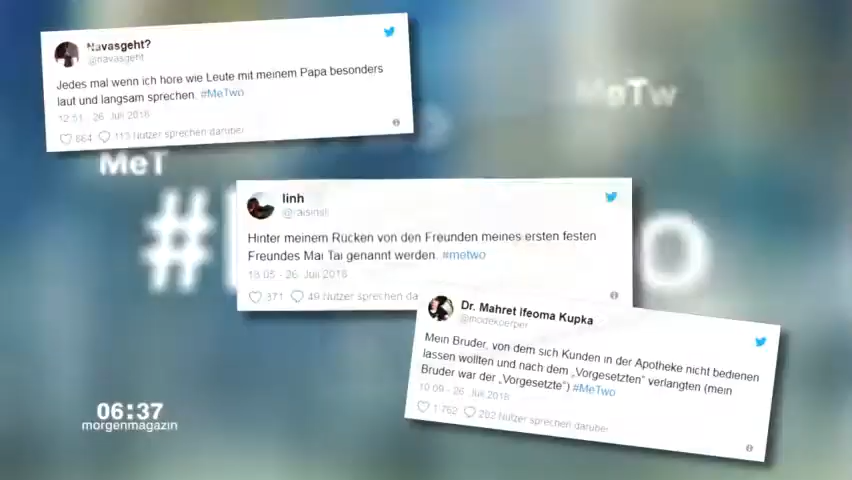 Navasgeht?
@navasgeht
Jedes mal wenn ich höre wie Leute mit meinem Papa besonders
laut und langsam sprechen. #MeTwo
12:51 - 26. Juli 2018
864 113 Nutzer sprechen darüber
MeTw
MeT
linh
Hinter meinem Rücken von den Freunden meines ersten festen
Freundes Mai Tai genannt werden. #metwo
18:05 - 26. Juli 2018
371 49 Nutzer sprechen da
#
o
Dr. Mahret Ifeoma Kupka
@modekoerper
Mein Bruder, von dem sich Kunden in der Apotheke nicht bedienen
lassen wollten und nach dem „Vorgesetzten" verlangten (mein
Bruder war der „Vorgesetzte") #MeTwo
10:09 - 26. Juli 2018
1.762 282 Nutzer sprechen darüber
06:37
morgenmagazin